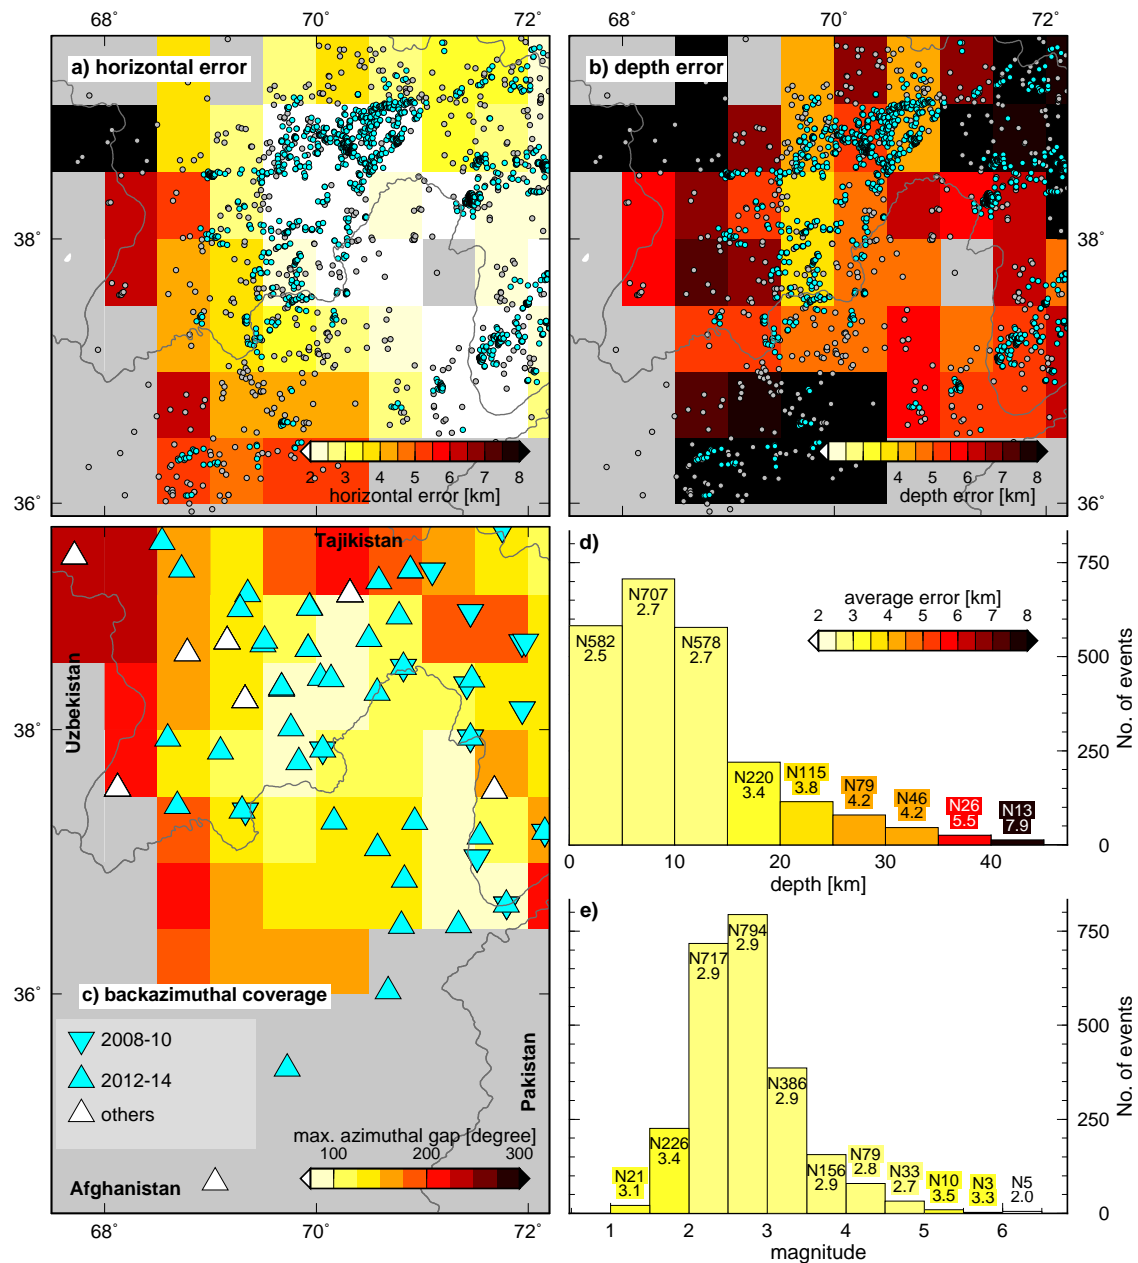 68˚ 70˚ 72˚ 68˚ 70˚ 72˚
a) horizontal error
b) depth error
38˚ 38˚
2 3 4 5 6 7 8
horizontal error [km]
4 5 6 7 8
depth error [km]
36˚ 36˚
Tajikistan
Uzbekistan
38˚
36˚
c) backazimuthal coverage
2008-10
2012-14
others
Pakistan
max. azimuthal gap [degree]
100 200 300
Afghanistan
68˚ 70˚ 72˚
d)
average error [km]
2 3 4 5 6 7 8
N582
2.5
N707
2.7
N578
2.7
N220
3.4
N115
3.8
N79
4.2
N46
4.2
N26
5.5
N13
7.9
750
500
250
0
No. of events
0 10 20 30 40
depth [km]
e)
N21
3.1
N226
3.4
N717
2.9
N794
2.9
N386
2.9
N156
2.9
N79
2.8
N33
2.7
N10
3.5
N3
3.3
N5
2.0
750
500
250
0
No. of events
1 2 3 4 5 6
magnitude